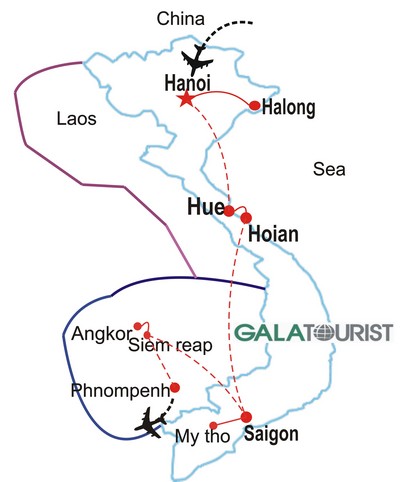 China
Hanoi
Halong
Laos
Sea
Hue
Hoian
GALATOURIST
Angkor
Siem reap
Phnompenh
My tho
Saigon